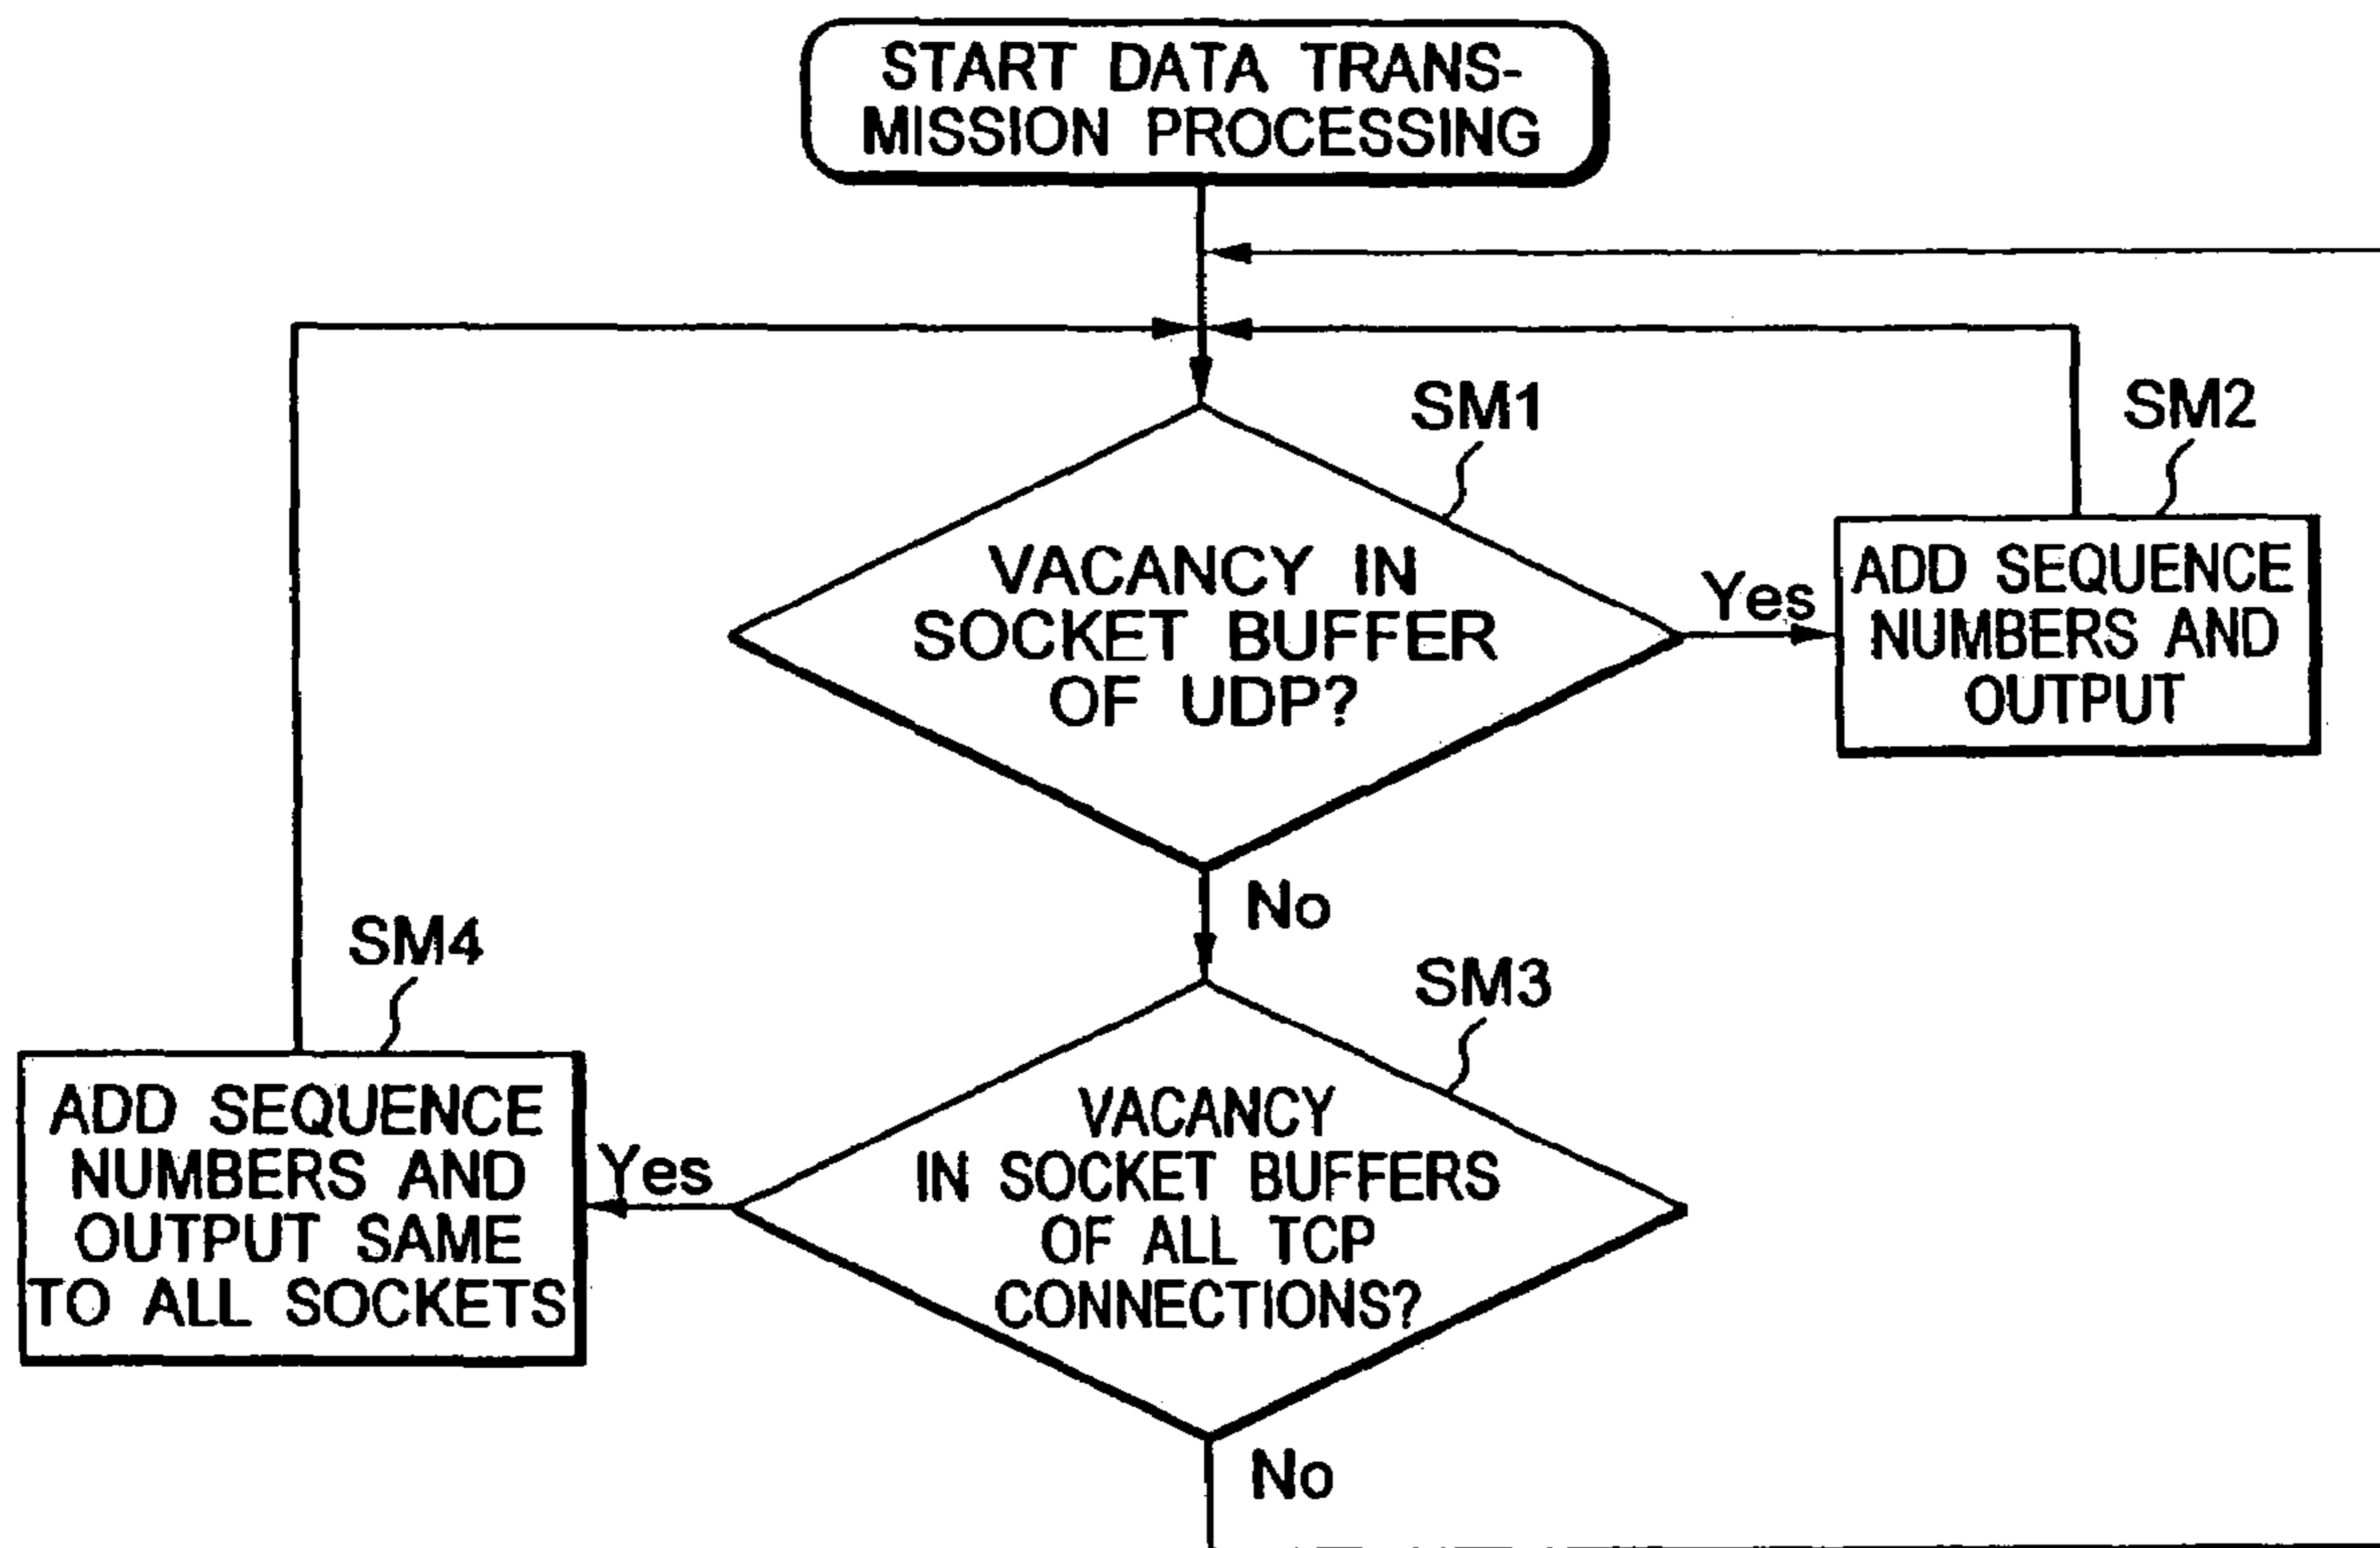 START DATA TRANS-
MISSION PROCESSING
SM1
SM2
VACANCY IN
SOCKET BUFFER
OF UDP?
Yes
ADD SEQUENCE
NUMBERS AND
OUTPUT
No
SM4
SM3
ADD SEQUENCE
NUMBERS AND
OUTPUT SAME
TO ALL SOCKETS
Yes
VACANCY
IN SOCKET BUFFERS
OF ALL TCP
CONNECTIONS?
No